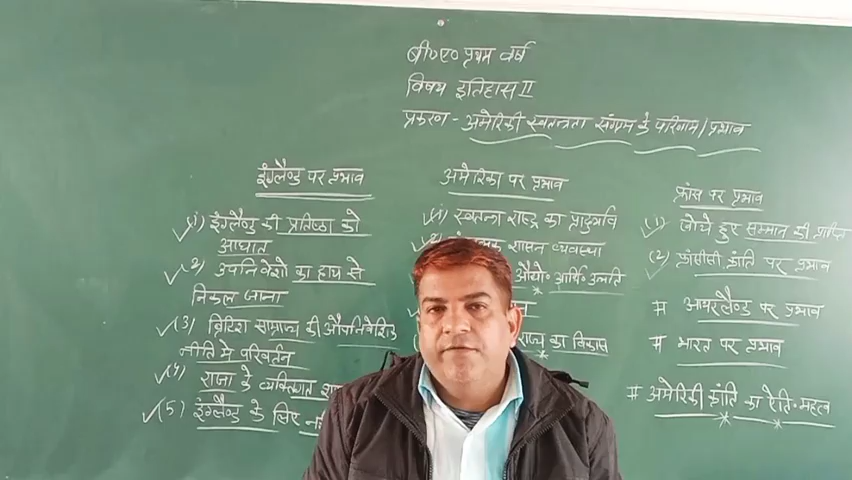 बी०ए० प्रथम वर्ष
विषय इतिहास II
प्रकरण - अमेरिकी स्वतन्त्रता संग्राम के परिणाम / प्रभाव
इंग्लैण्ड पर प्रभाव
(1) इंग्लैण्ड की प्रतिष्ठा को
आघात
(2) उपनिवेशो का हाथ से
निकल जाना
(3) ब्रिटिश साम्राज्य की औपनिवेशिक
नीति मे परिवर्तन
(4) राजा के व्यक्तिगत
(5) इंग्लैण्ड के लिए
अमेरिका पर प्रभाव
(1) स्वतन्त्र राष्ट्र का प्रादुर्भाव
शासन व्यवस्था
औद्यो० आर्थि० उन्नति
राज्य का विकास
फ्रांस पर प्रभाव
(1) खोये हुए सम्मान की प्राप्ति
(2) फ्रांसीसी क्रांति पर प्रभाव
# आयरलैण्ड पर प्रभाव
# भारत पर प्रभाव
# अमेरिकी क्रांति का ऐति० महत्व